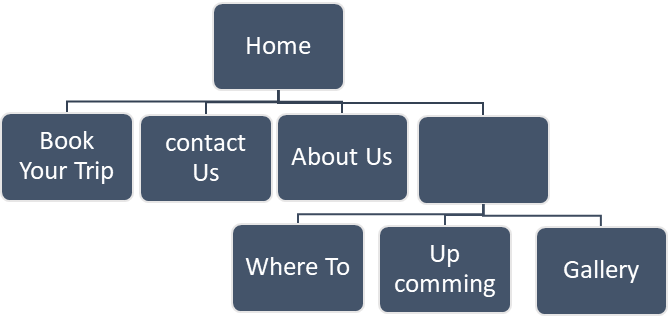 Home
Book
Your Trip
contact
Us
About Us
Where To
Up
comming
Gallery